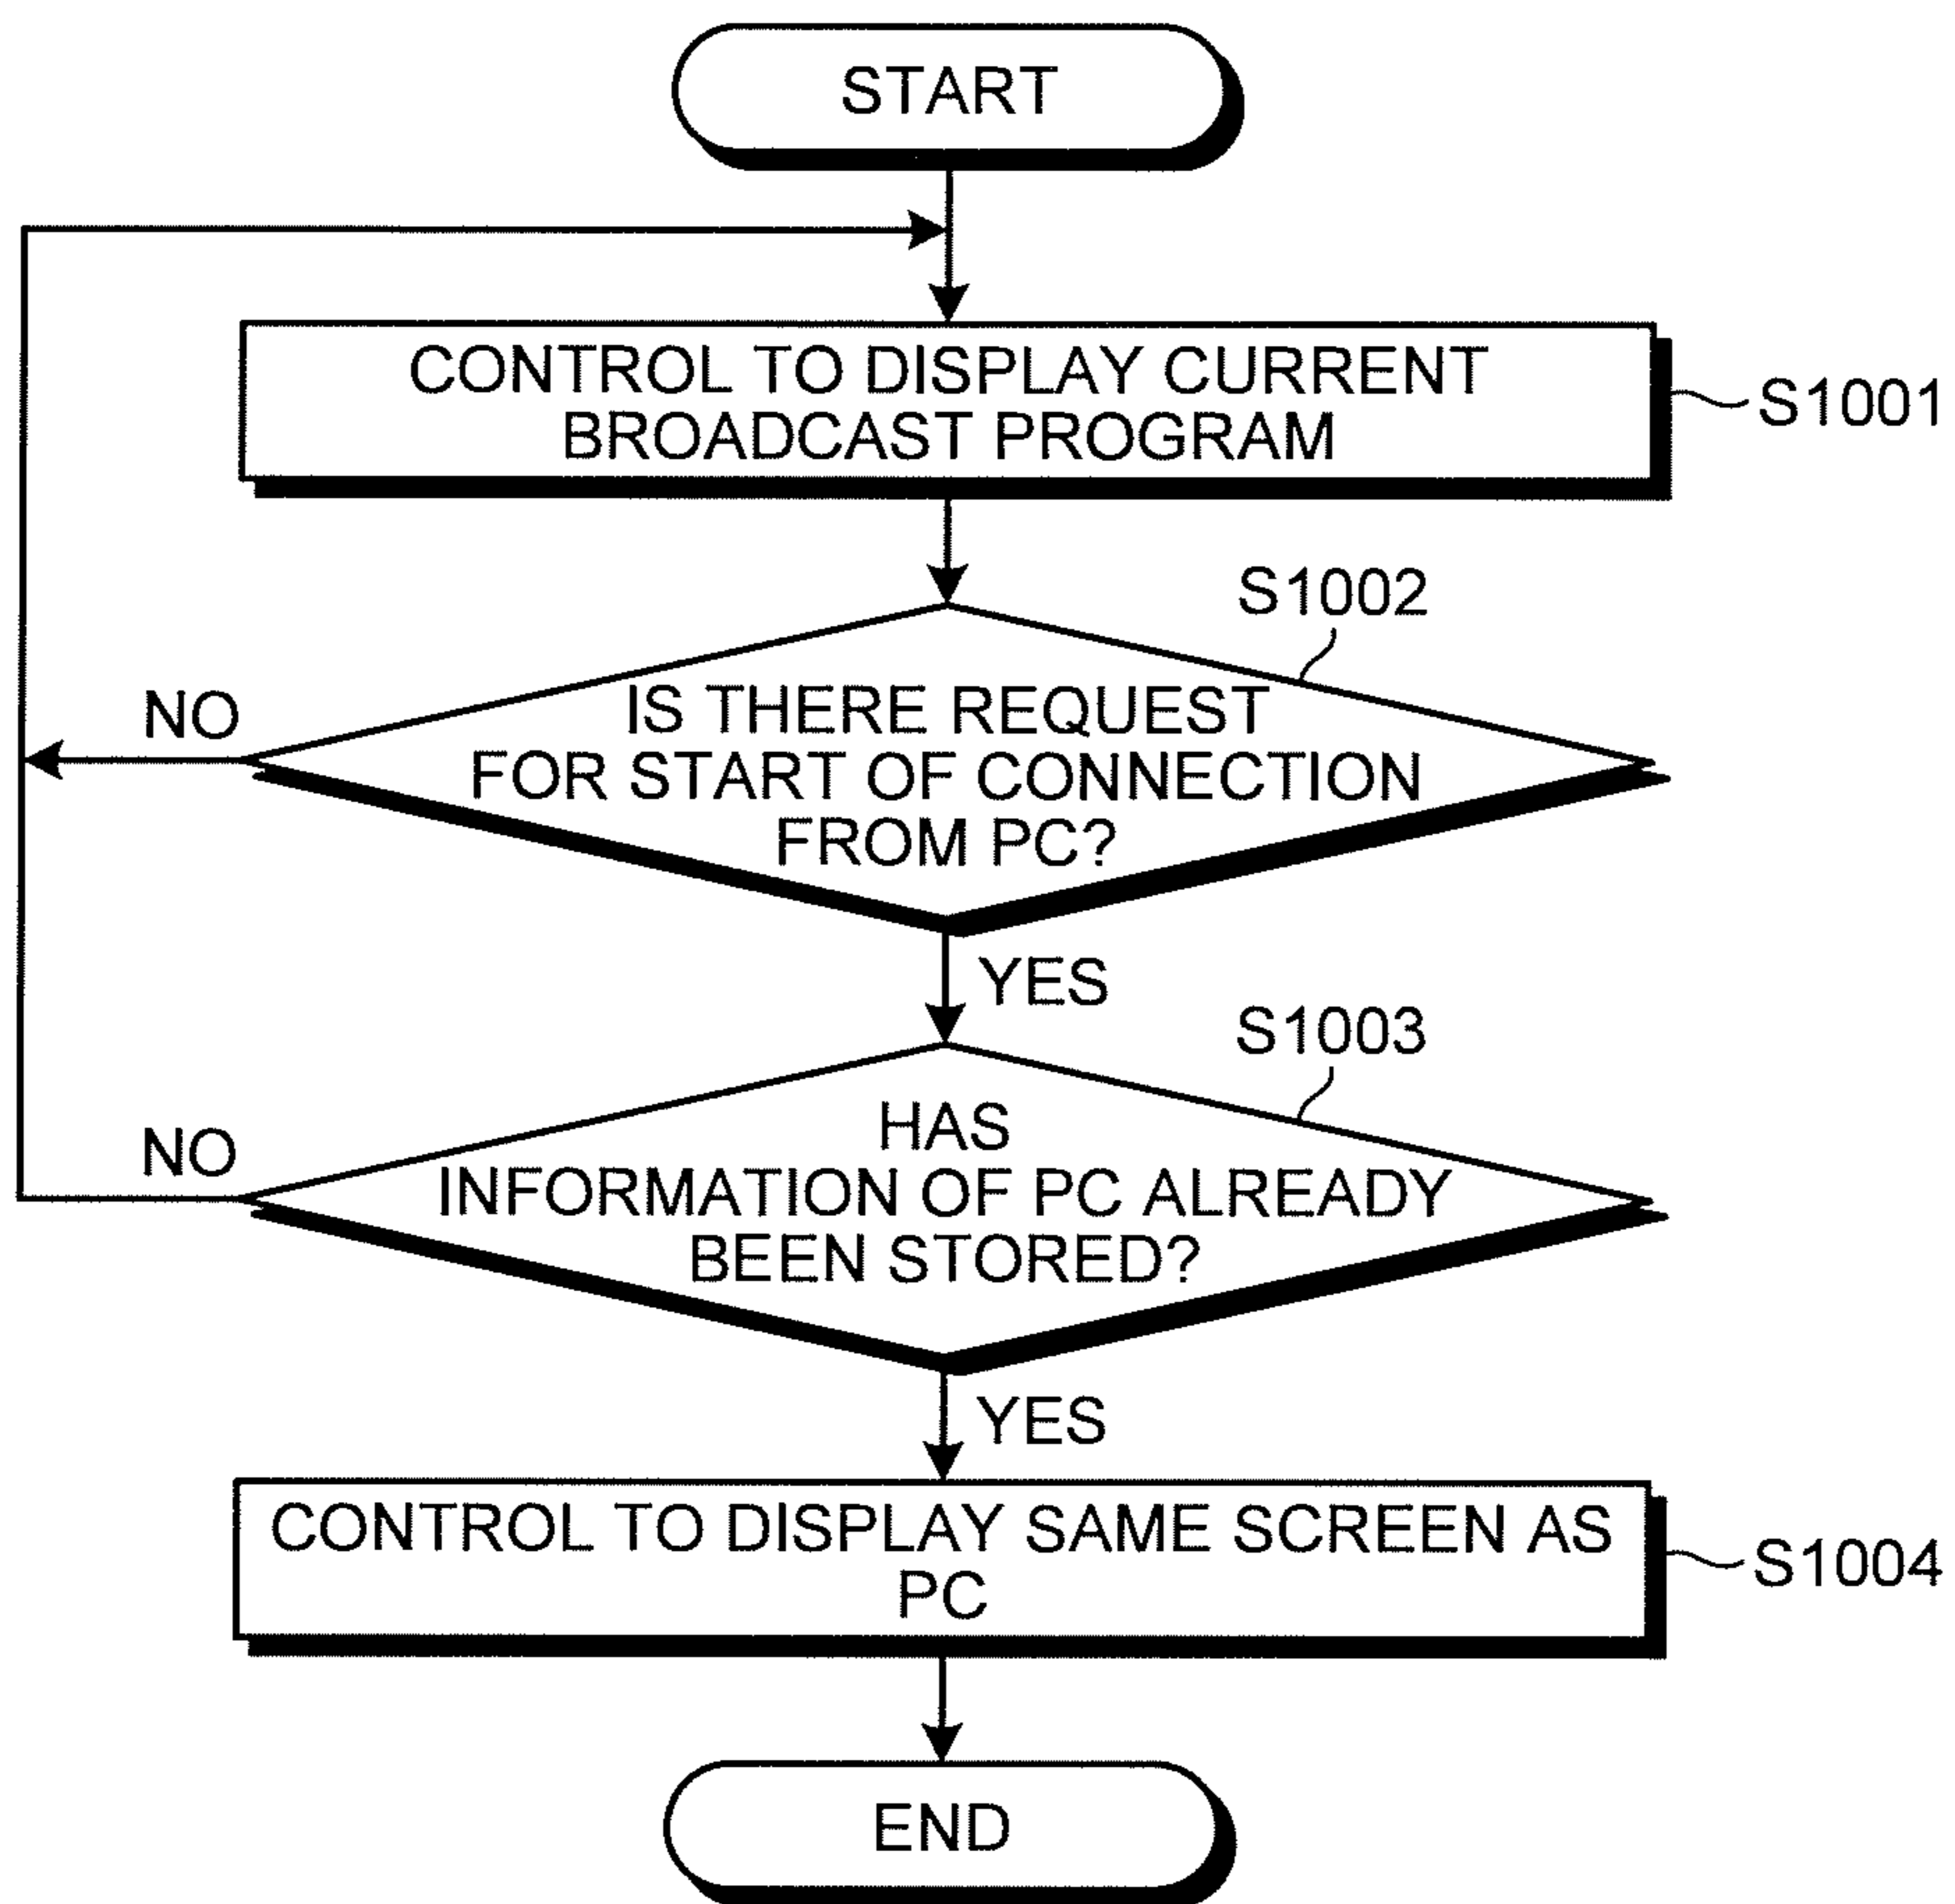 START
CONTROL TO DISPLAY CURRENT
BROADCAST PROGRAM
S1001
S1002
IS THERE REQUEST
FOR START OF CONNECTION
FROM PC?
NO
YES
S1003
HAS
INFORMATION OF PC ALREADY
BEEN STORED?
NO
YES
CONTROL TO DISPLAY SAME SCREEN AS
PC
S1004
END